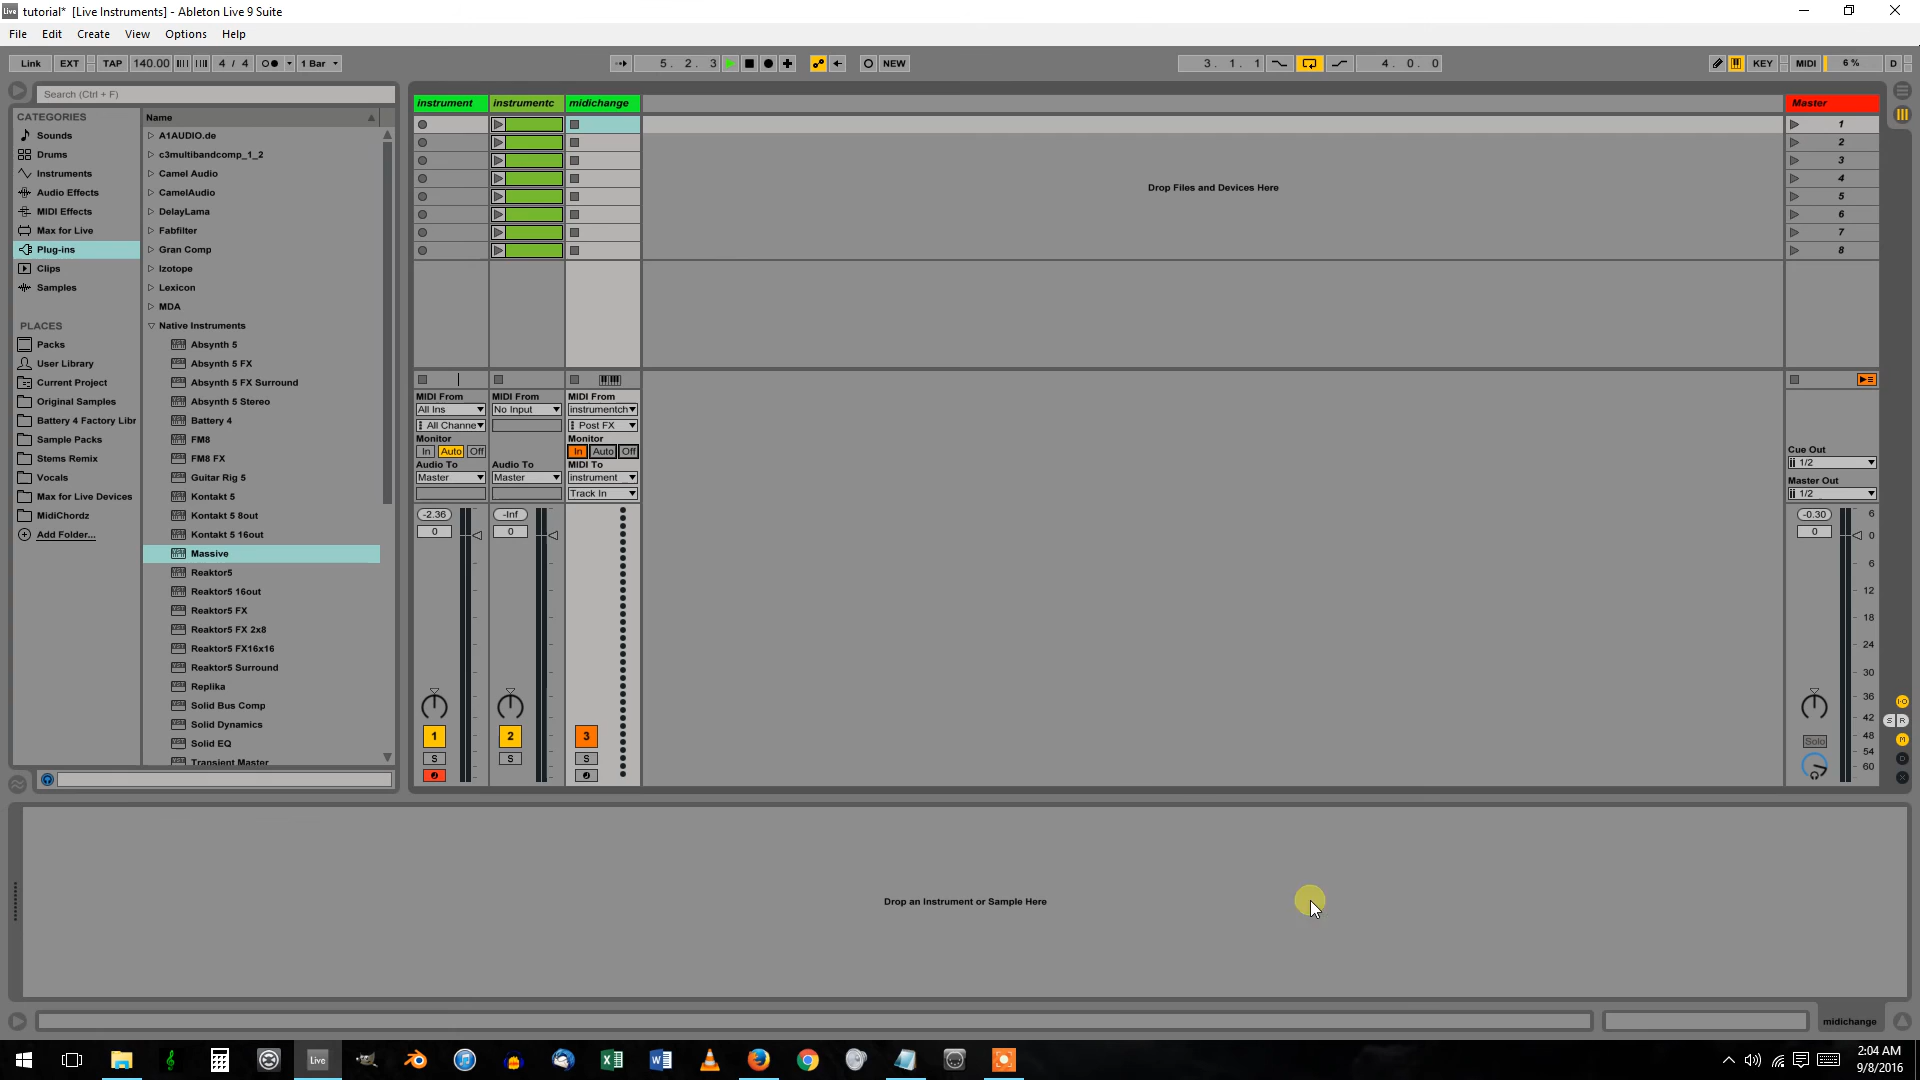 Live tutorial* [Live Instruments] - Ableton Live 9 Suite
File Edit Create View Options Help
Link EXT TAP 140.00 4 / 4 1 Bar 5. 2. 3 NEW 3. 1. 1 4. 0. 0 KEY MIDI 6 % D
Search (Ctrl + F)
CATEGORIES
Sounds
Drums
Instruments
Audio Effects
MIDI Effects
Max for Live
Plug-ins
Clips
Samples
PLACES
Packs
User Library
Current Project
Original Samples
Battery 4 Factory Libr
Sample Packs
Stems Remix
Vocals
Max for Live Devices
MidiChordz
Add Folder...
Name
A1AUDIO.de
c3multibandcomp_1_2
Camel Audio
CamelAudio
DelayLama
Fabfilter
Gran Comp
Izotope
Lexicon
MDA
Native Instruments
Absynth 5
Absynth 5 FX
Absynth 5 FX Surround
Absynth 5 Stereo
Battery 4
FM8
FM8 FX
Guitar Rig 5
Kontakt 5
Kontakt 5 8out
Kontakt 5 16out
Massive
Reaktor5
Reaktor5 16out
Reaktor5 FX
Reaktor5 FX 2x8
Reaktor5 FX16x16
Reaktor5 Surround
Replika
Solid Bus Comp
Solid Dynamics
Solid EQ
Transient Master
instrument instrumentc midichange Master
1
2
3
4
5
6
7
8
Drop Files and Devices Here
MIDI From
All Ins
All Channe
Monitor
In Auto Off
Audio To
Master
-2.36
0
1
S
MIDI From
No Input
Audio To
Master
-Inf
0
2
S
MIDI From
instrumentch
Post FX
Monitor
In Auto Off
MIDI To
instrument
Track In
3
S
Cue Out
1/2
Master Out
1/2
-0.30
0
Solo
6
0
6
12
18
24
30
36
42
48
54
60
I·O
S R
M
D
X
Drop an Instrument or Sample Here
midichange
Live
2:04 AM
9/8/2016